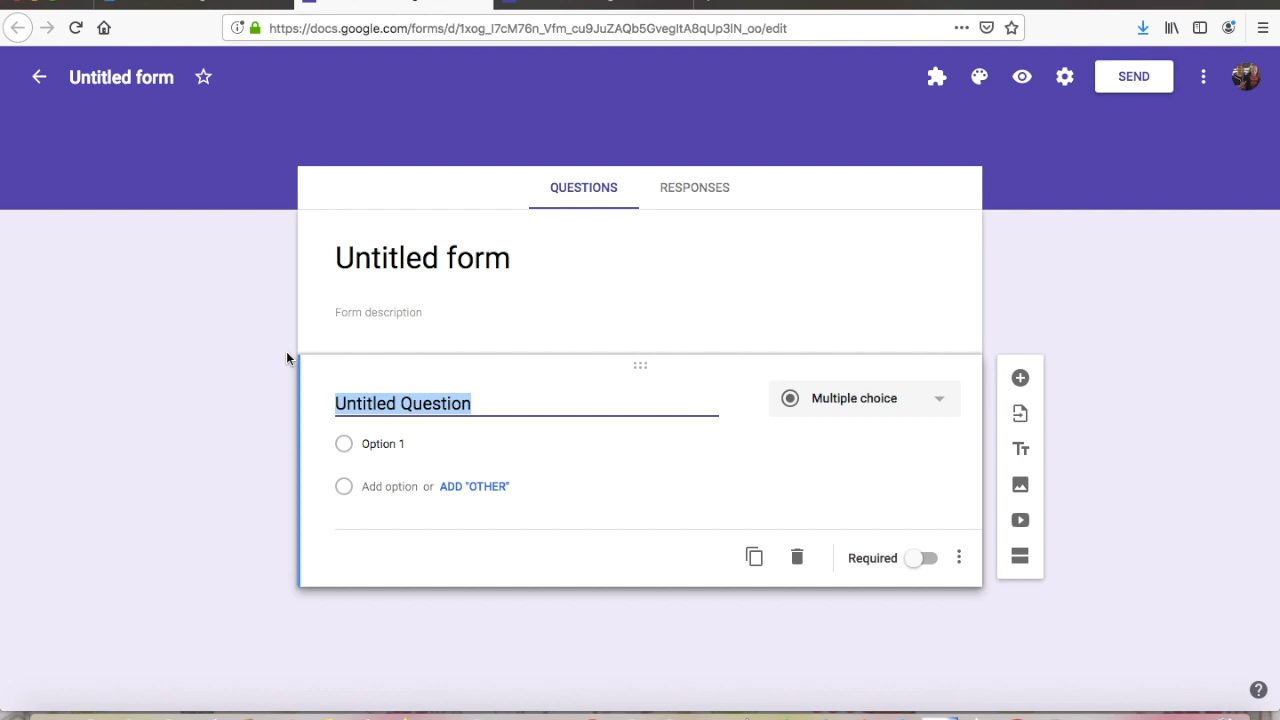 https://docs.google.com/forms/d/1xog_I7cM76n_Vfm_cu9JuZAQb5GvegItA8qUp3lN_oo/edit
Untitled form
SEND
QUESTIONS RESPONSES
Untitled form
Form description
Untitled Question
Multiple choice
Option 1
Add option or ADD "OTHER"
Required